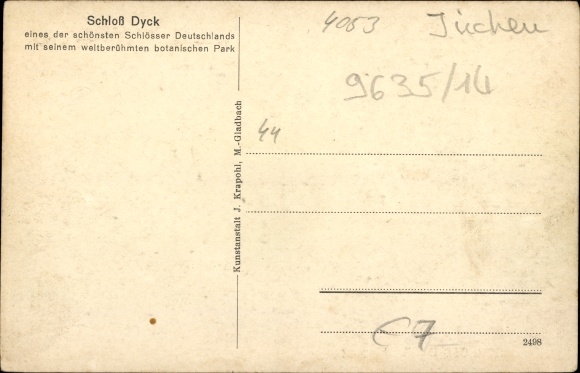 Schloß Dyck
eines der schönsten Schlösser Deutschlands
mit seinem weltberühmten botanischen Park
4053 Jüchen
9635/14
44
Kunstanstalt J. Krapohl, M.-Gladbach
C7
2498